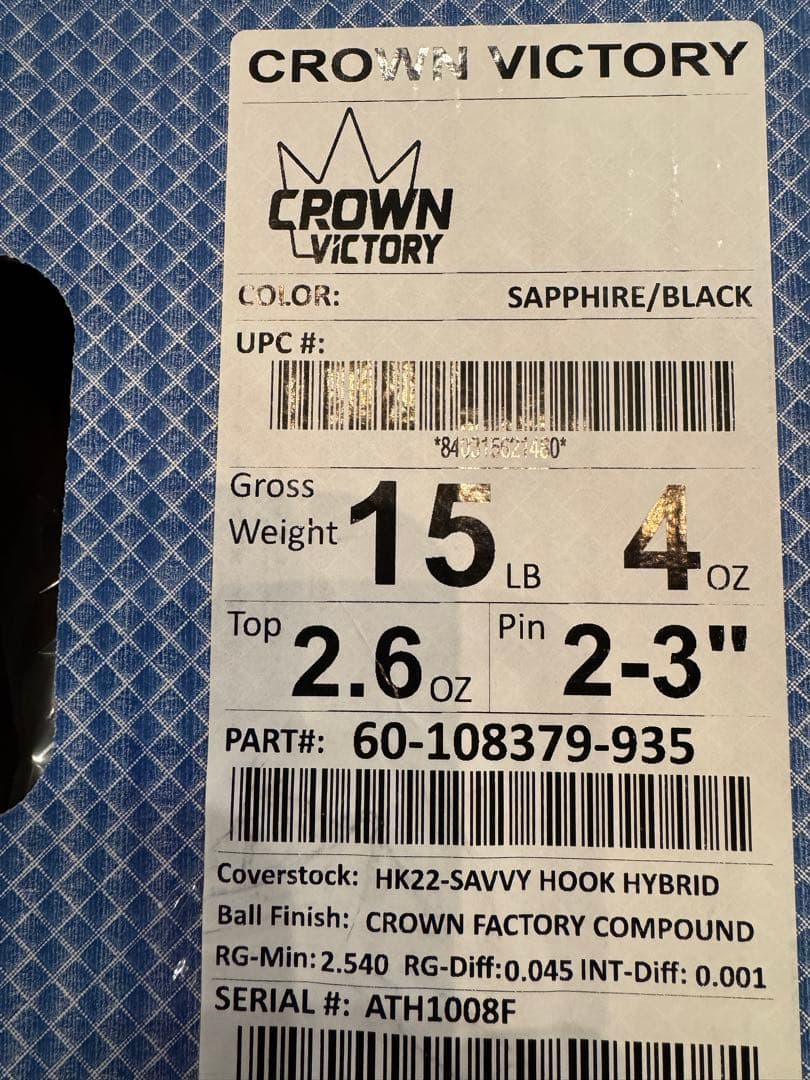 CROWN VICTORY
CROWN
VICTORY
COLOR: SAPPHIRE/BLACK
UPC #:
Gross
Weight 15 LB 4 OZ
Top 2.6 OZ Pin 2-3"
PART#: 60-108379-935
Coverstock: HK22-SAVVY HOOK HYBRID
Ball Finish: CROWN FACTORY COMPOUND
RG-Min: 2.540 RG-Diff: 0.045 INT-Diff: 0.001
SERIAL #: ATH1008F